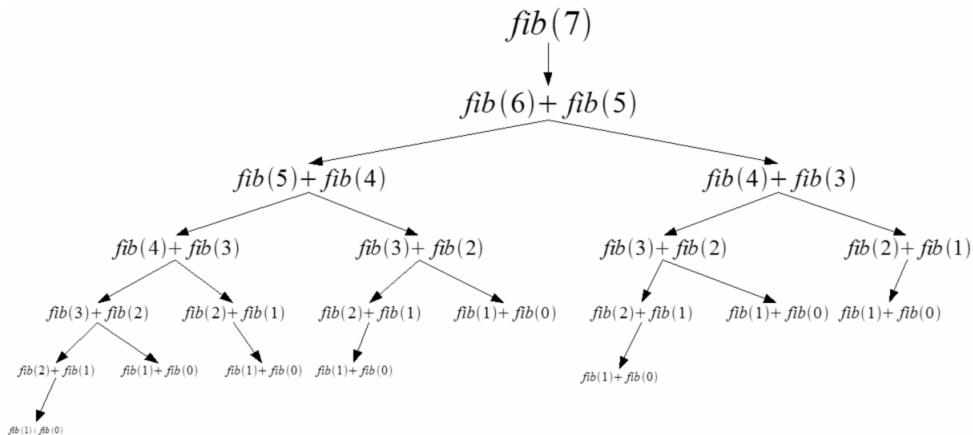 fib(7)
fib(6)+ fib(5)
fib(5)+ fib(4)
fib(4)+ fib(3)
fib(4)+ fib(3)
fib(3)+ fib(2)
fib(3)+ fib(2)
fib(2)+ fib(1)
fib(3)+ fib(2)
fib(2)+ fib(1)
fib(2)+ fib(1)
fib(1)+ fib(0)
fib(2)+ fib(1)
fib(1)+ fib(0)
fib(1)+ fib(0)
fib(2)+ fib(1)
fib(1)+ fib(0)
fib(1)+ fib(0)
fib(1)+ fib(0)
fib(1)+ fib(0)
fib(1)+ fib(0)